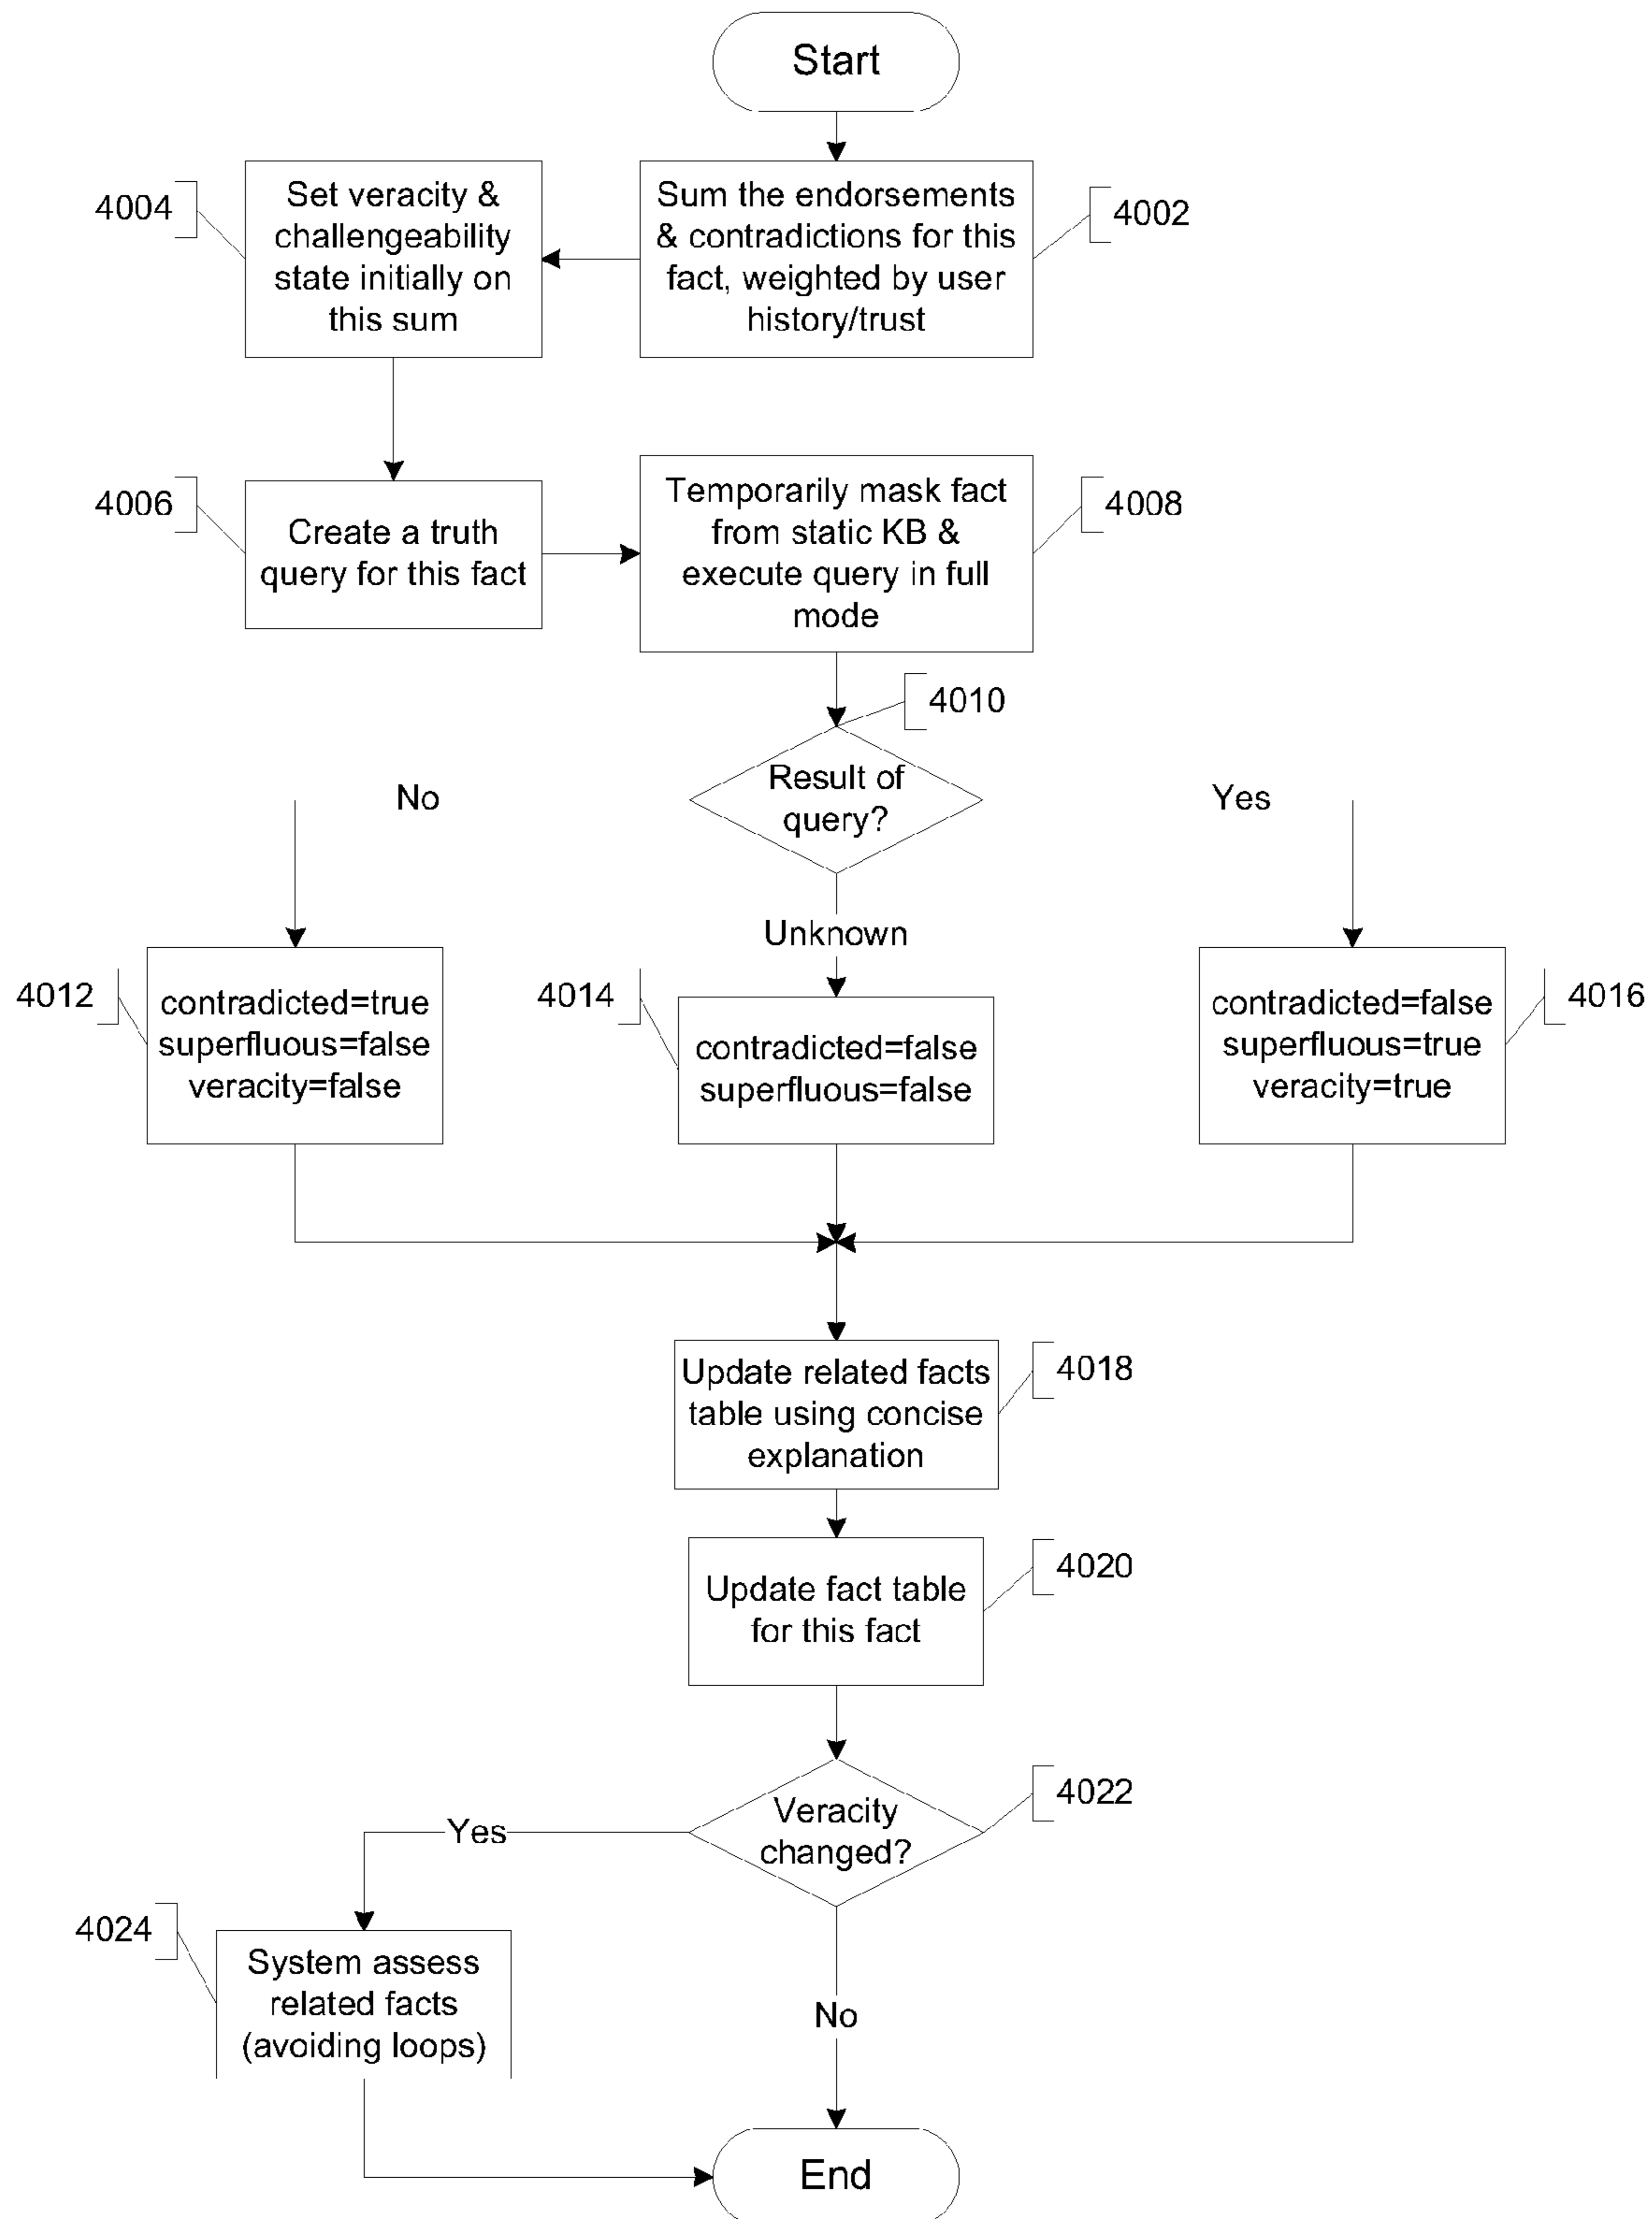 Start
4004
Set veracity &
challengeability
state initially on
this sum
Sum the endorsements
& contradictions for this
fact, weighted by user
history/trust
4002
4006
Create a truth
query for this fact
Temporarily mask fact
from static KB &
execute query in full
mode
4008
4010
Result of
query?
No
Yes
Unknown
4012
contradicted=true
superfluous=false
veracity=false
4014
contradicted=false
superfluous=false
contradicted=false
superfluous=true
veracity=true
4016
Update related facts
table using concise
explanation
4018
Update fact table
for this fact
4020
Veracity
changed?
4022
Yes
4024
System assess
related facts
(avoiding loops)
No
End